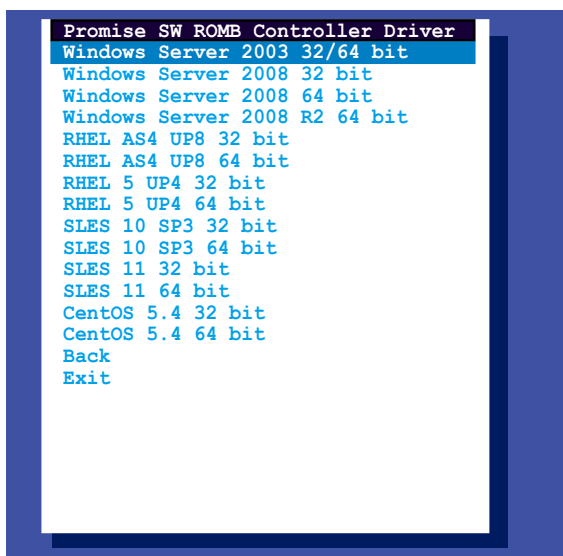 Promise SW ROMB Controller Driver
Windows Server 2003 32/64 bit
Windows Server 2008 32 bit
Windows Server 2008 64 bit
Windows Server 2008 R2 64 bit
RHEL AS4 UP8 32 bit
RHEL AS4 UP8 64 bit
RHEL 5 UP4 32 bit
RHEL 5 UP4 64 bit
SLES 10 SP3 32 bit
SLES 10 SP3 64 bit
SLES 11 32 bit
SLES 11 64 bit
CentOS 5.4 32 bit
CentOS 5.4 64 bit
Back
Exit